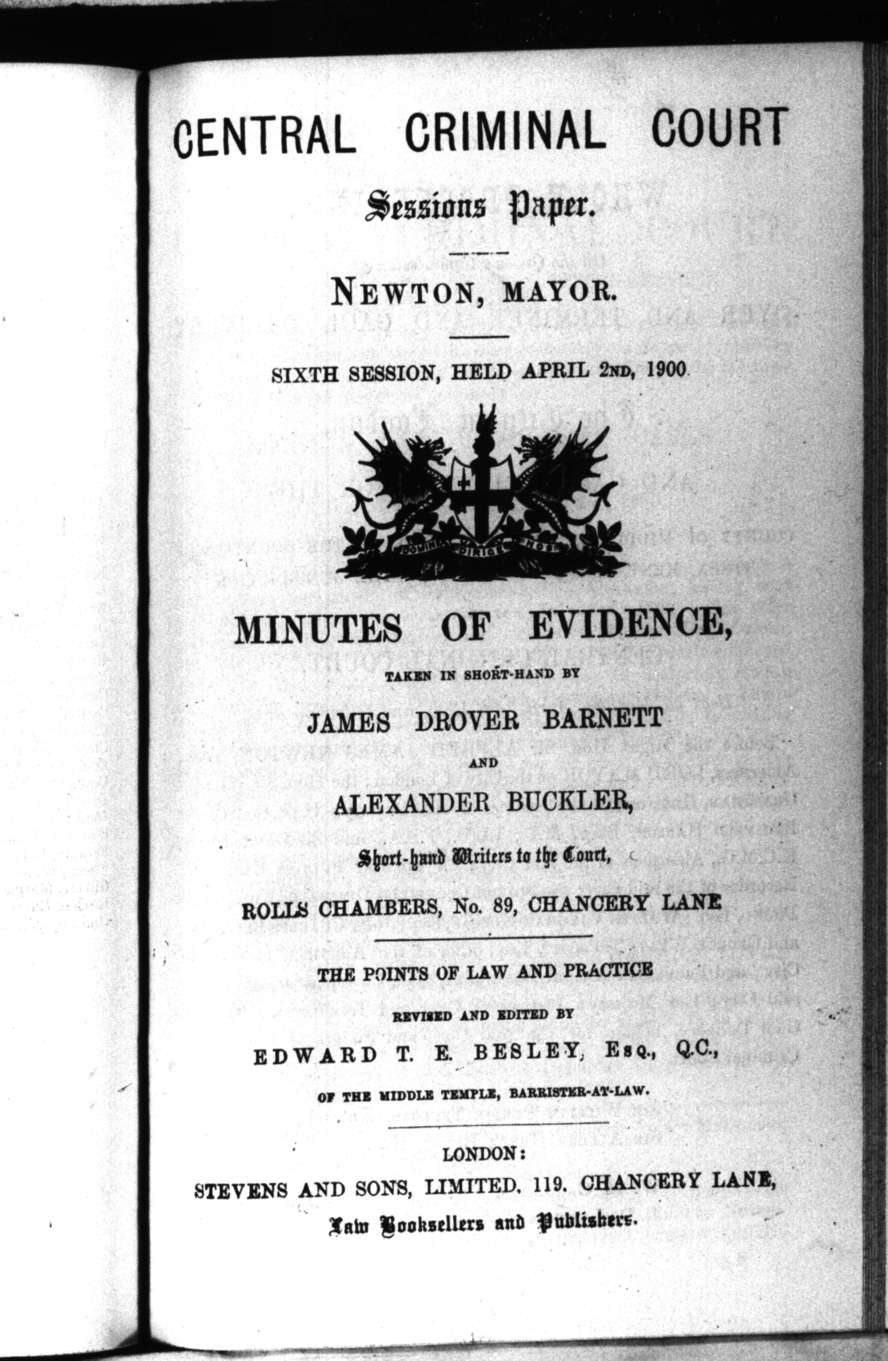 CENTRAL CRIMINAL COURT
Sessions Paper.
NEWTON, MAYOR.
SIXTH SESSION, HELD APRIL 2ND, 1900.
DOMINE DIRIGE NOS
MINUTES OF EVIDENCE,
TAKEN IN SHORT-HAND BY
JAMES DROVER BARNETT
AND
ALEXANDER BUCKLER,
Short-hand Writers to the Court,
ROLLS CHAMBERS, No. 89, CHANCERY LANE
THE POINTS OF LAW AND PRACTICE
REVISED AND EDITED BY
EDWARD T. E. BESLEY, ESQ., Q.C.,
OF THE MIDDLE TEMPLE, BARRISTER-AT-LAW.
LONDON:
STEVENS AND SONS, LIMITED, 119, CHANCERY LANE,
Law Booksellers and Publishers.